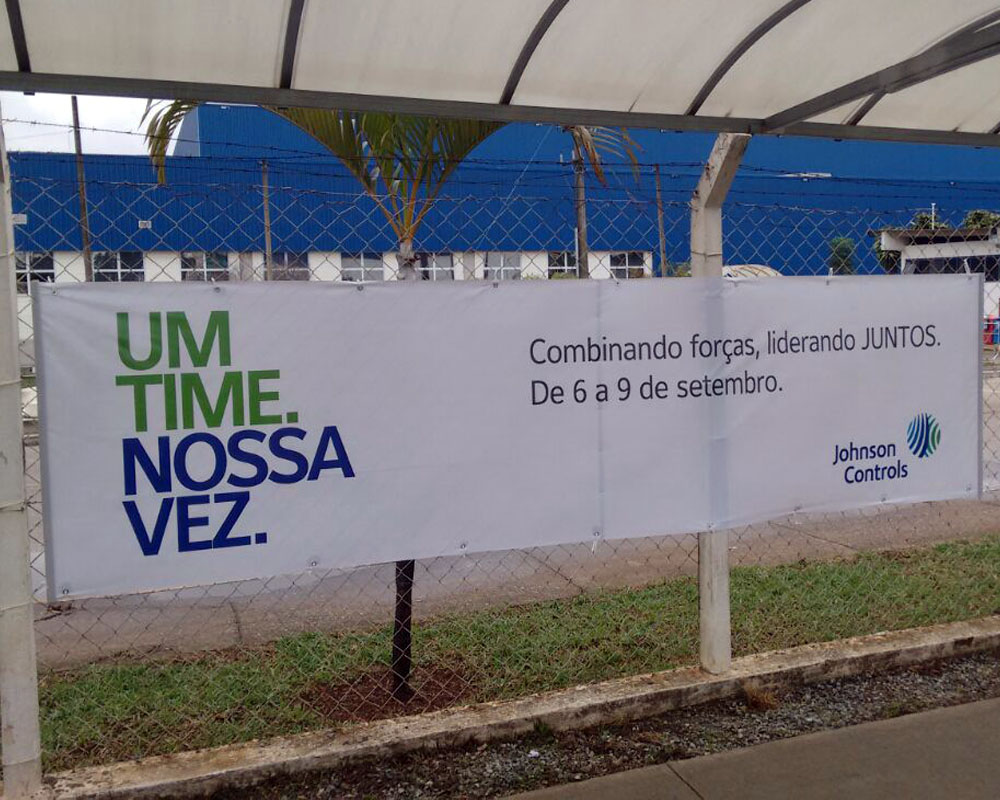 UM
TIME.
NOSSA
VEZ.
Combinando forças, liderando JUNTOS.
De 6 a 9 de setembro.
Johnson
Controls